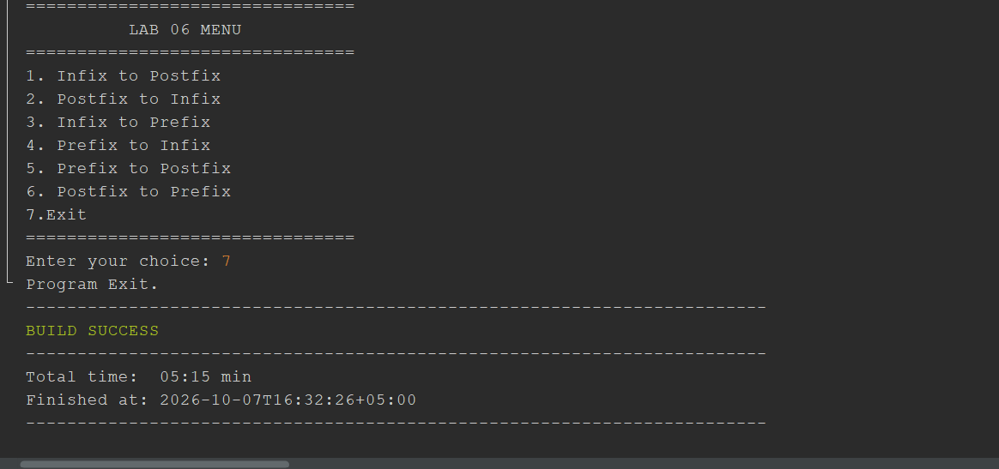 ================================
          LAB 06 MENU
================================
1. Infix to Postfix
2. Postfix to Infix
3. Infix to Prefix
4. Prefix to Infix
5. Prefix to Postfix
6. Postfix to Prefix
7.Exit
================================
Enter your choice: 7
Program Exit.
------------------------------------------------------------------------
BUILD SUCCESS
------------------------------------------------------------------------
Total time:  05:15 min
Finished at: 2026-10-07T16:32:26+05:00
------------------------------------------------------------------------